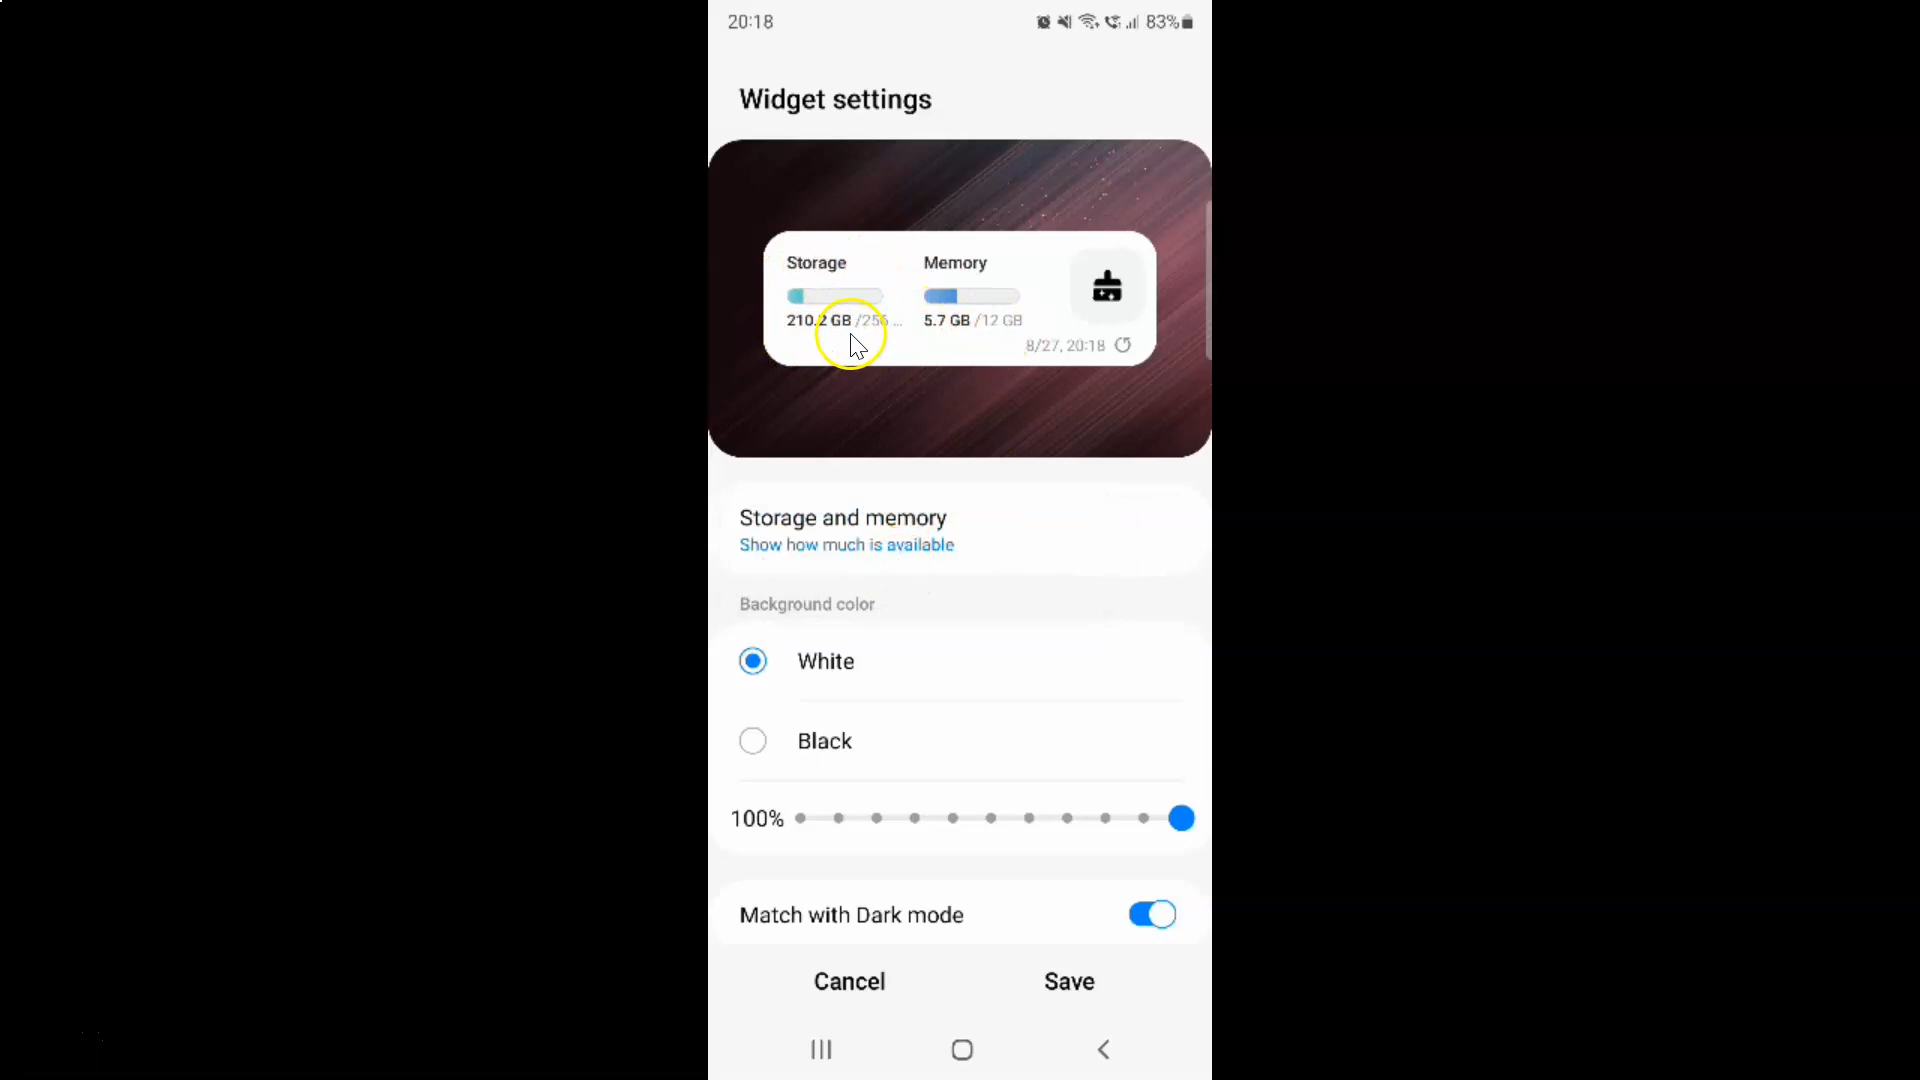 20:18
83%
Widget settings
Storage
Memory
210.2 GB /256 ...
5.7 GB /12 GB
8/27, 20:18
Storage and memory
Show how much is available
Background color
White
Black
100%
Match with Dark mode
Cancel
Save